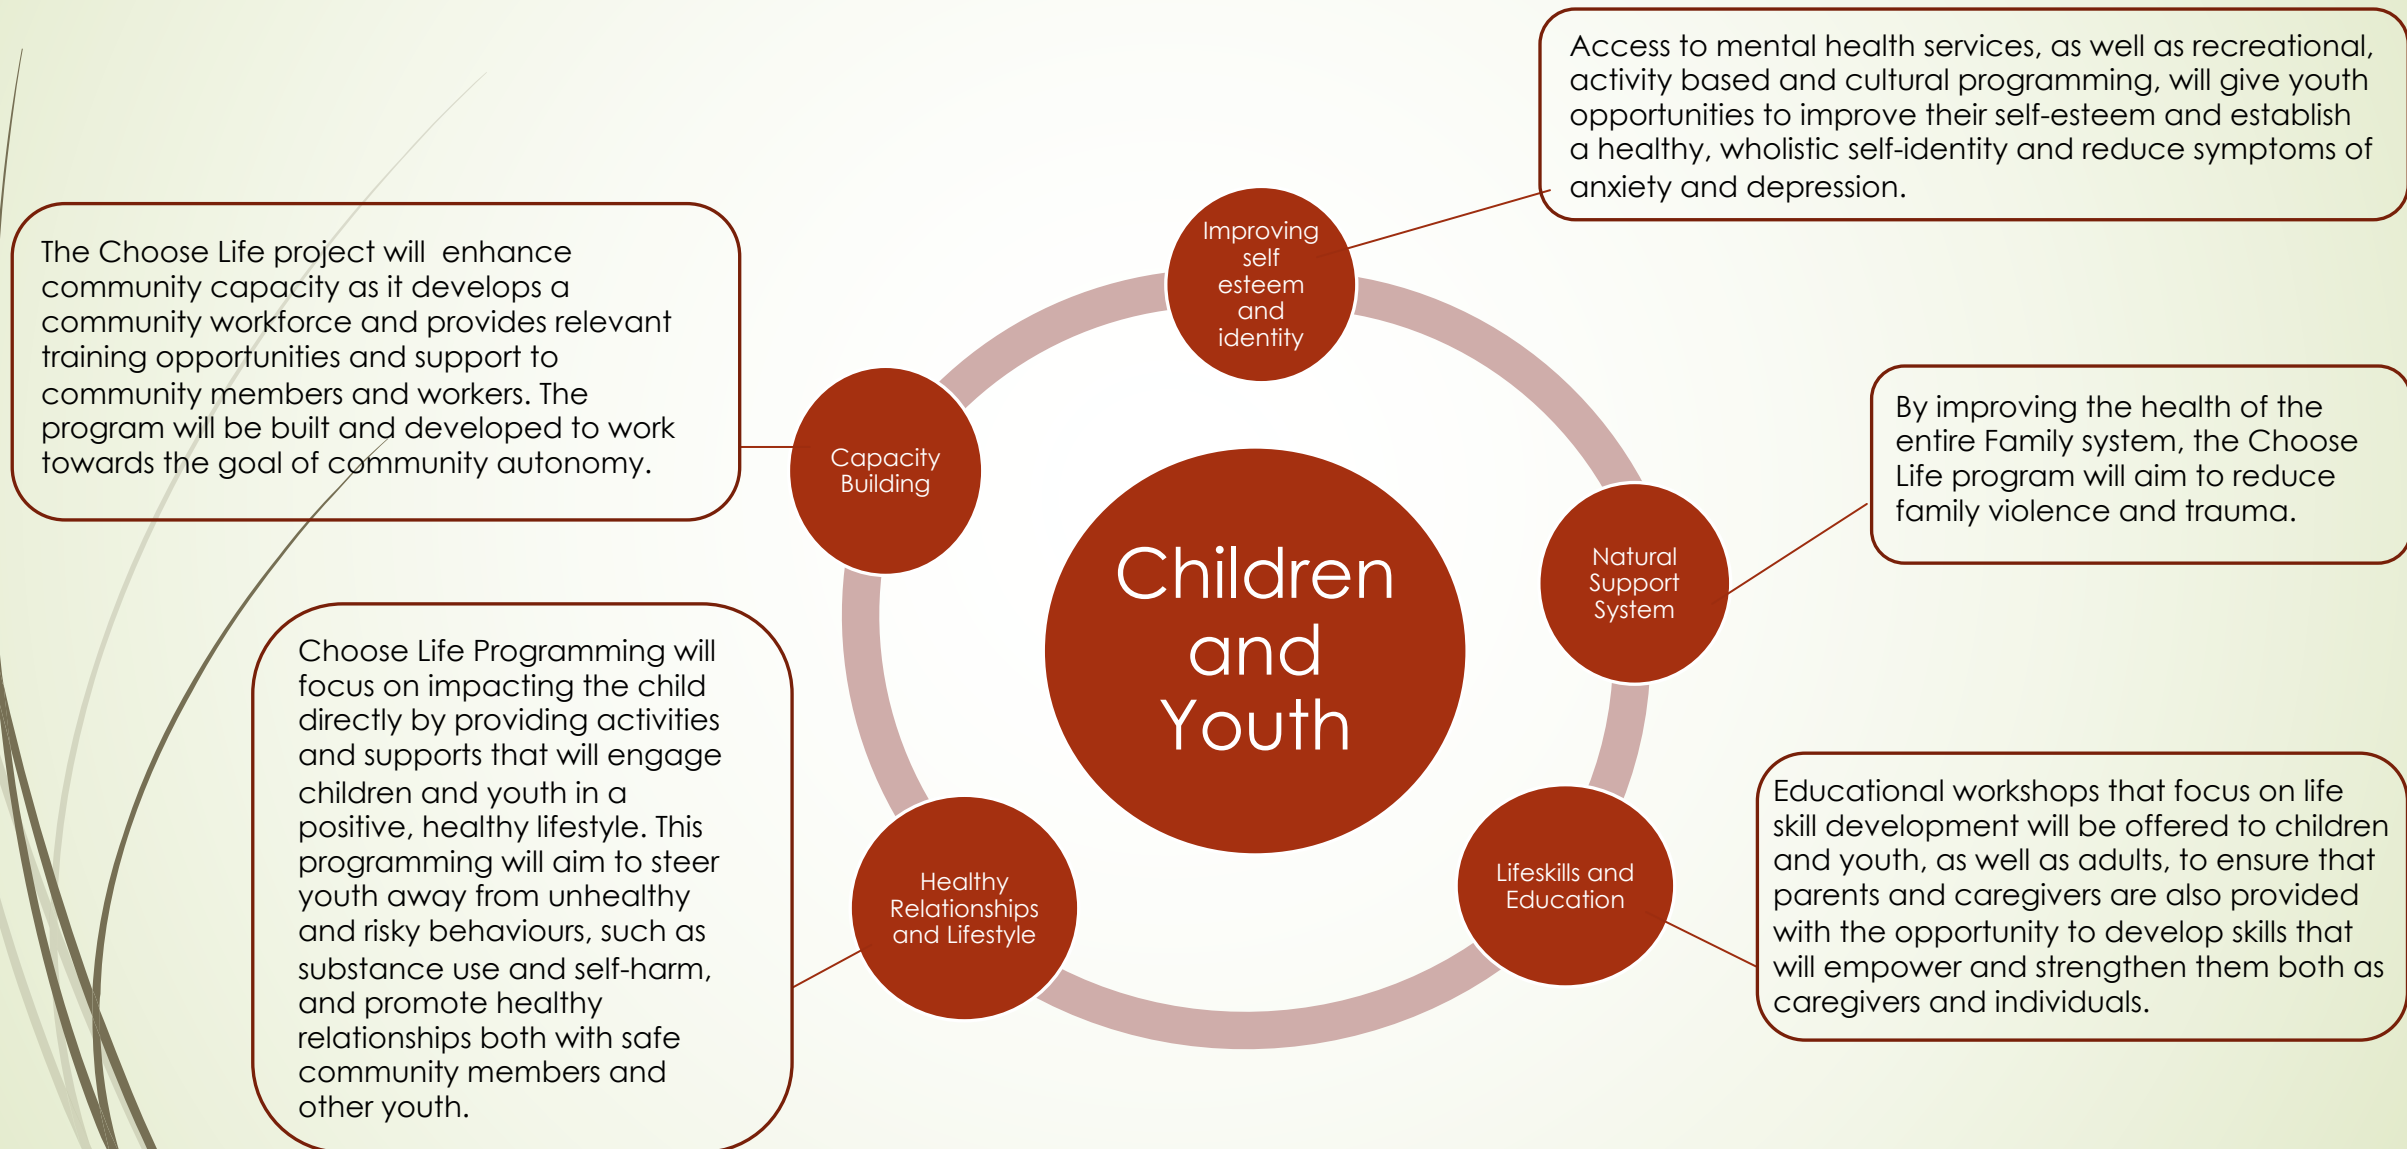 Access to mental health services, as well as recreational,
activity based and cultural programming, will give youth
opportunities to improve their self-esteem and establish
a healthy, wholistic self-identity and reduce symptoms of
anxiety and depression.
Improving
self
esteem
and
identity
The Choose Life project will  enhance
community capacity as it develops a
community workforce and provides relevant
training opportunities and support to
community members and workers. The
program will be built and developed to work
towards the goal of community autonomy.
Capacity
Building
By improving the health of the
entire Family system, the Choose
Life program will aim to reduce
family violence and trauma.
Natural
Support
System
Children
and
Youth
Choose Life Programming will
focus on impacting the child
directly by providing activities
and supports that will engage
children and youth in a
positive, healthy lifestyle. This
programming will aim to steer
youth away from unhealthy
and risky behaviours, such as
substance use and self-harm,
and promote healthy
relationships both with safe
community members and
other youth.
Healthy
Relationships
and Lifestyle
Lifeskills and
Education
Educational workshops that focus on life
skill development will be offered to children
and youth, as well as adults, to ensure that
parents and caregivers are also provided
with the opportunity to develop skills that
will empower and strengthen them both as
caregivers and individuals.